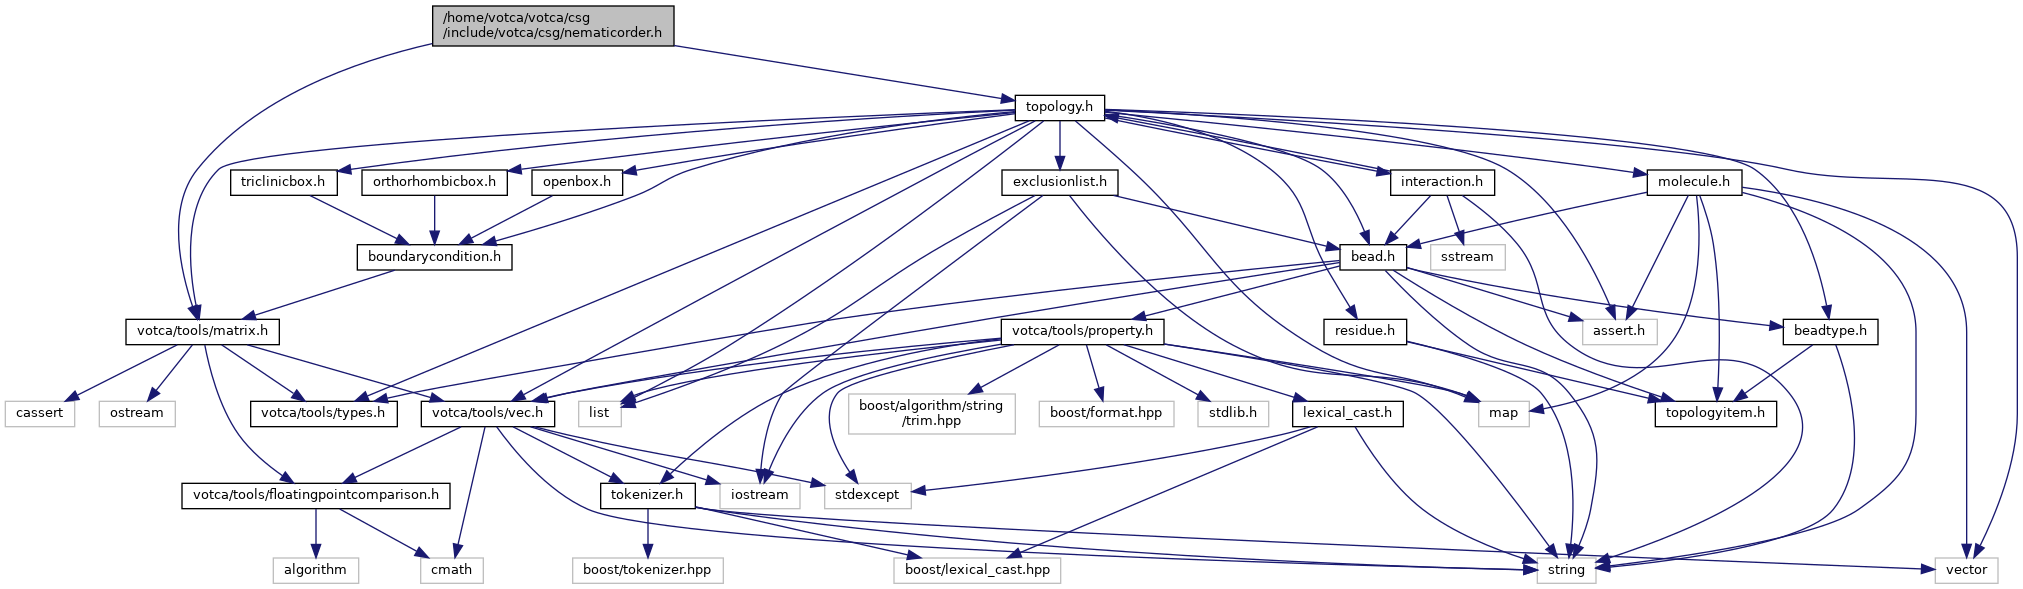 /home/votca/votca/csg
/include/votca/csg/nematicorder.h
topology.h
triclinicbox.h
orthorhombicbox.h
openbox.h
exclusionlist.h
interaction.h
molecule.h
boundarycondition.h
bead.h
sstream
votca/tools/matrix.h
votca/tools/property.h
residue.h
assert.h
beadtype.h
cassert
ostream
votca/tools/types.h
votca/tools/vec.h
list
boost/algorithm/string
/trim.hpp
boost/format.hpp
stdlib.h
lexical_cast.h
map
topologyitem.h
votca/tools/floatingpointcomparison.h
tokenizer.h
iostream
stdexcept
algorithm
cmath
boost/tokenizer.hpp
boost/lexical_cast.hpp
string
vector